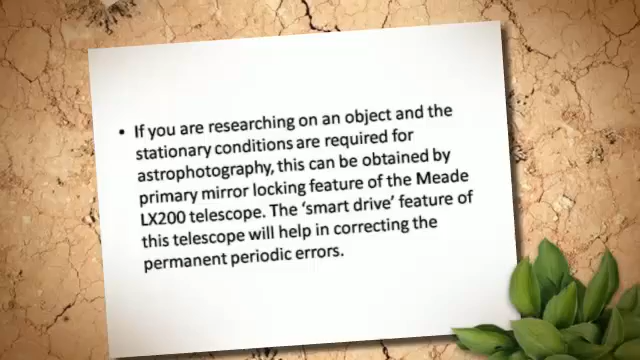 • If you are researching on an object and the
stationary conditions are required for
astrophotography, this can be obtained by
primary mirror locking feature of the Meade
LX200 telescope. The ‘smart drive’ feature of
this telescope will help in correcting the
permanent periodic errors.